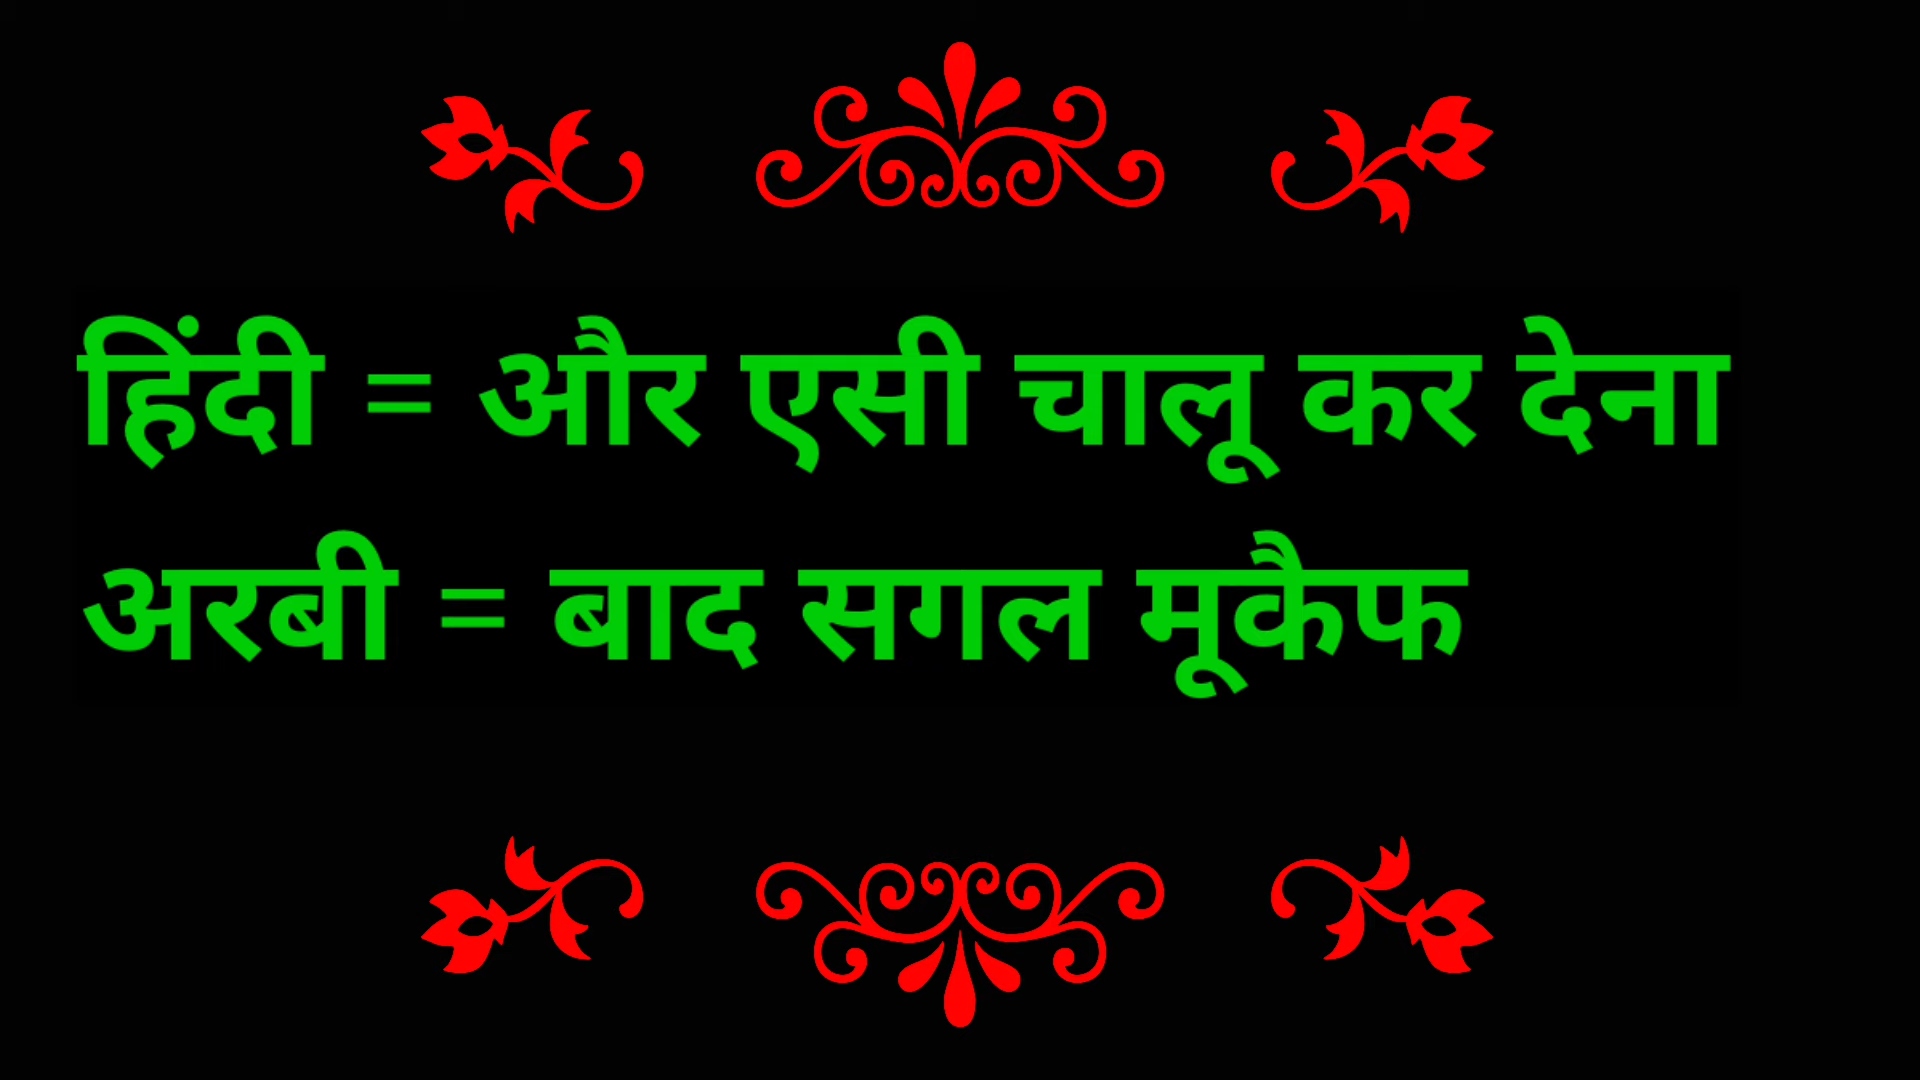 हिंदी = और एसी चालू कर देना
अरबी = बाद सगल मूकैफ